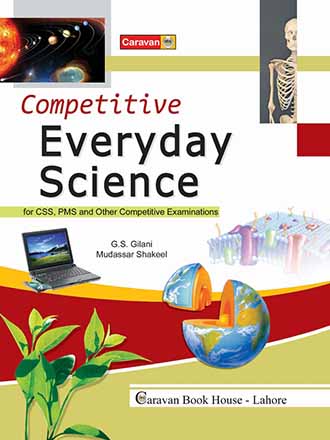 Caravan
Competitive
Everyday
Science
for CSS, PMS and Other Competitive Examinations
G.S. Gilani
Mudassar Shakeel
Caravan Book House - Lahore